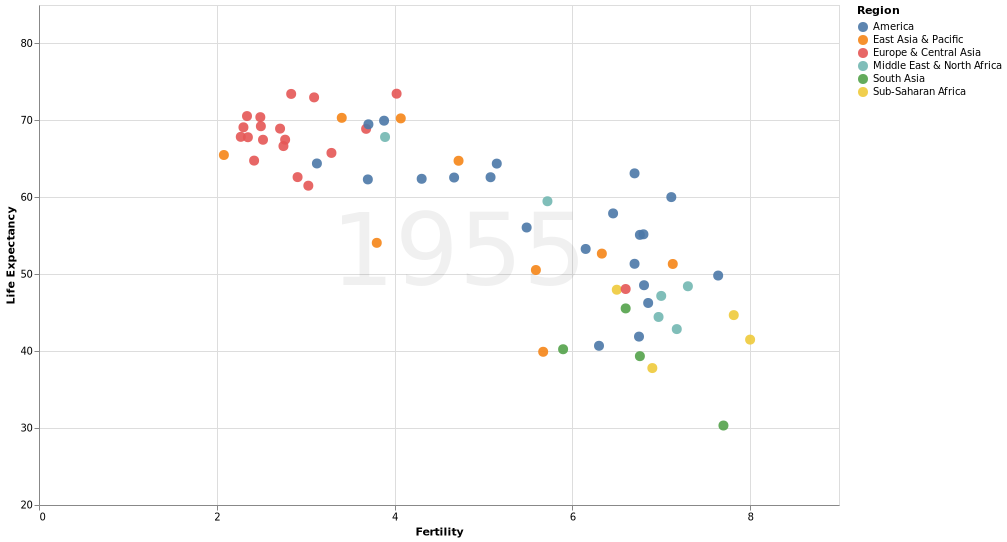 Region
America
East Asia & Pacific
Europe & Central Asia
Middle East & North Africa
South Asia
Sub-Saharan Africa
80
70
60
50
40
30
20
Life Expectancy
1955
0 2 4 6 8
Fertility